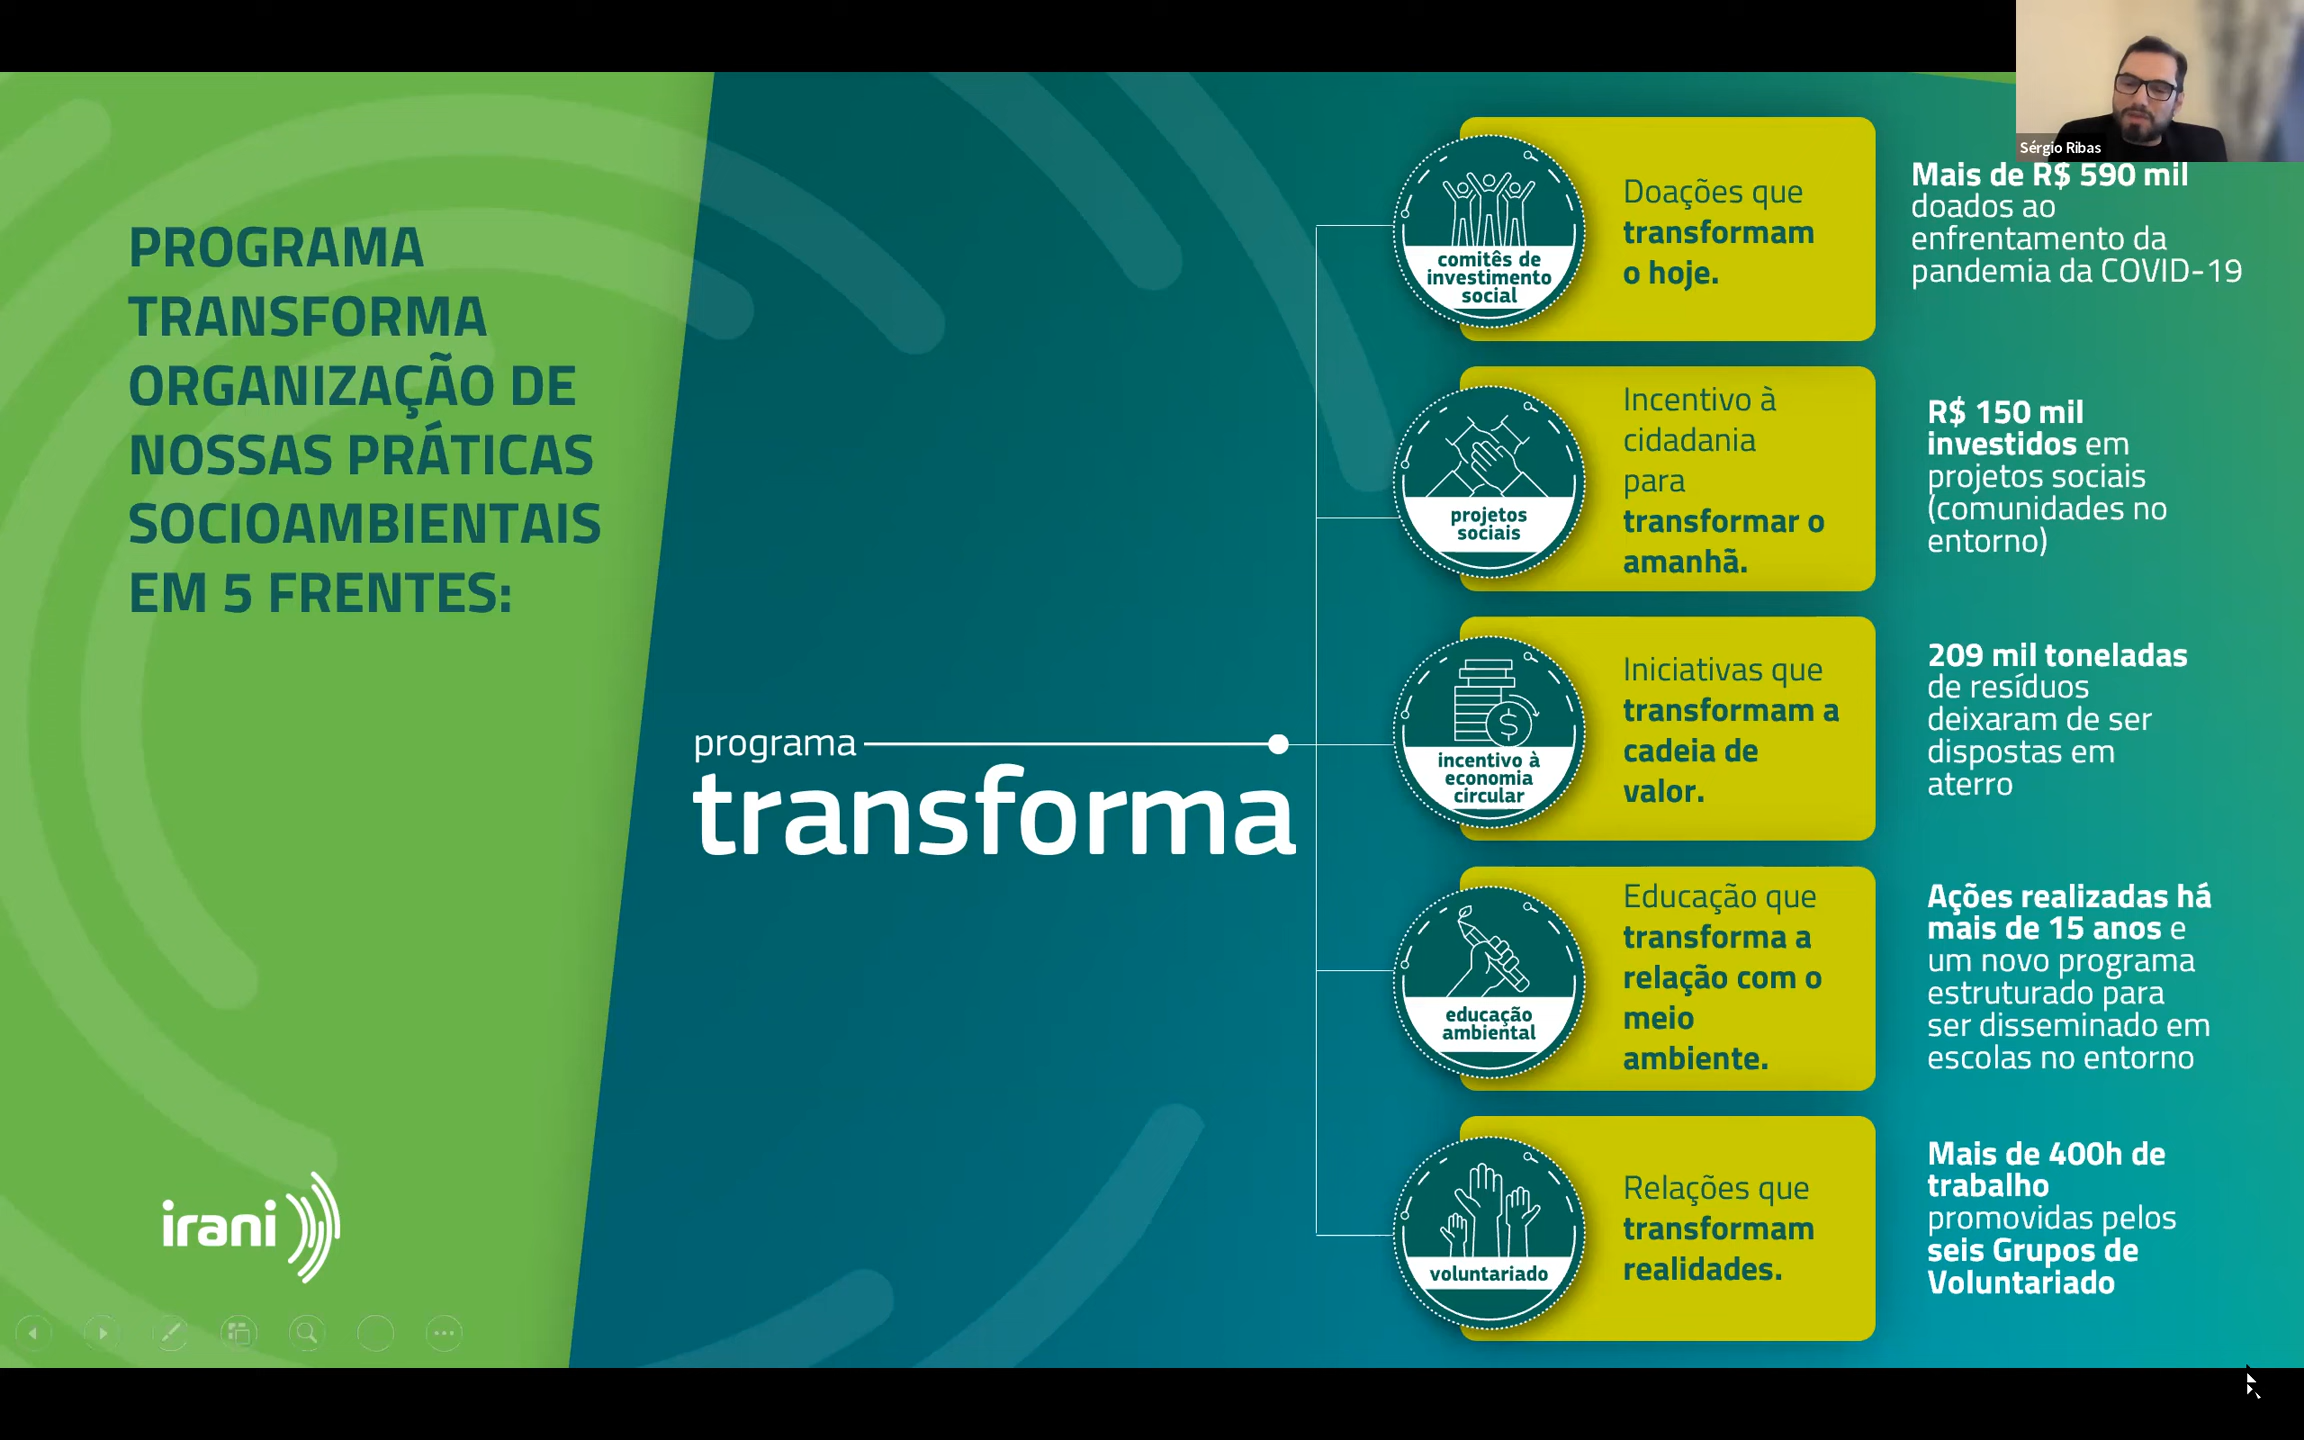 Sérgio Ribas
PROGRAMA
TRANSFORMA
ORGANIZAÇÃO DE
NOSSAS PRÁTICAS
SOCIOAMBIENTAIS
EM 5 FRENTES:
irani
programa
transforma
comitês de
investimento
social
Doações que
transformam
o hoje.
Mais de R$ 590 mil
doados ao
enfrentamento da
pandemia da COVID-19
projetos
sociais
Incentivo à
cidadania
para
transformar o
amanhã.
R$ 150 mil
investidos em
projetos sociais
(comunidades no
entorno)
incentivo à
economia
circular
Iniciativas que
transformam a
cadeia de
valor.
209 mil toneladas
de resíduos
deixaram de ser
dispostas em
aterro
educação
ambiental
Educação que
transforma a
relação com o
meio
ambiente.
Ações realizadas há
mais de 15 anos e
um novo programa
estruturado para
ser disseminado em
escolas no entorno
voluntariado
Relações que
transformam
realidades.
Mais de 400h de
trabalho
promovidas pelos
seis Grupos de
Voluntariado